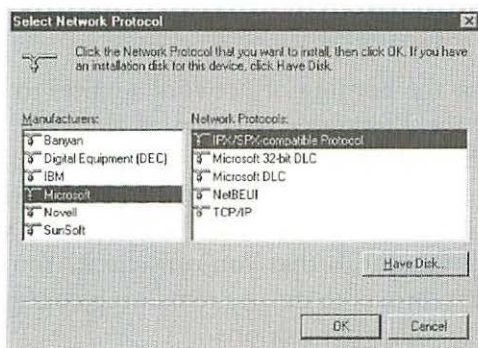 Select Network Protocol
Click the Network Protocol that you want to install, then click OK. If you have
an installation disk for this device, click Have Disk.
Manufacturers:
Banyan
Digital Equipment (DEC)
IBM
Microsoft
Novell
SunSoft
Network Protocols:
IPX/SPX-compatible Protocol
Microsoft 32-bit DLC
Microsoft DLC
NetBEUI
TCP/IP
Have Disk...
OK
Cancel